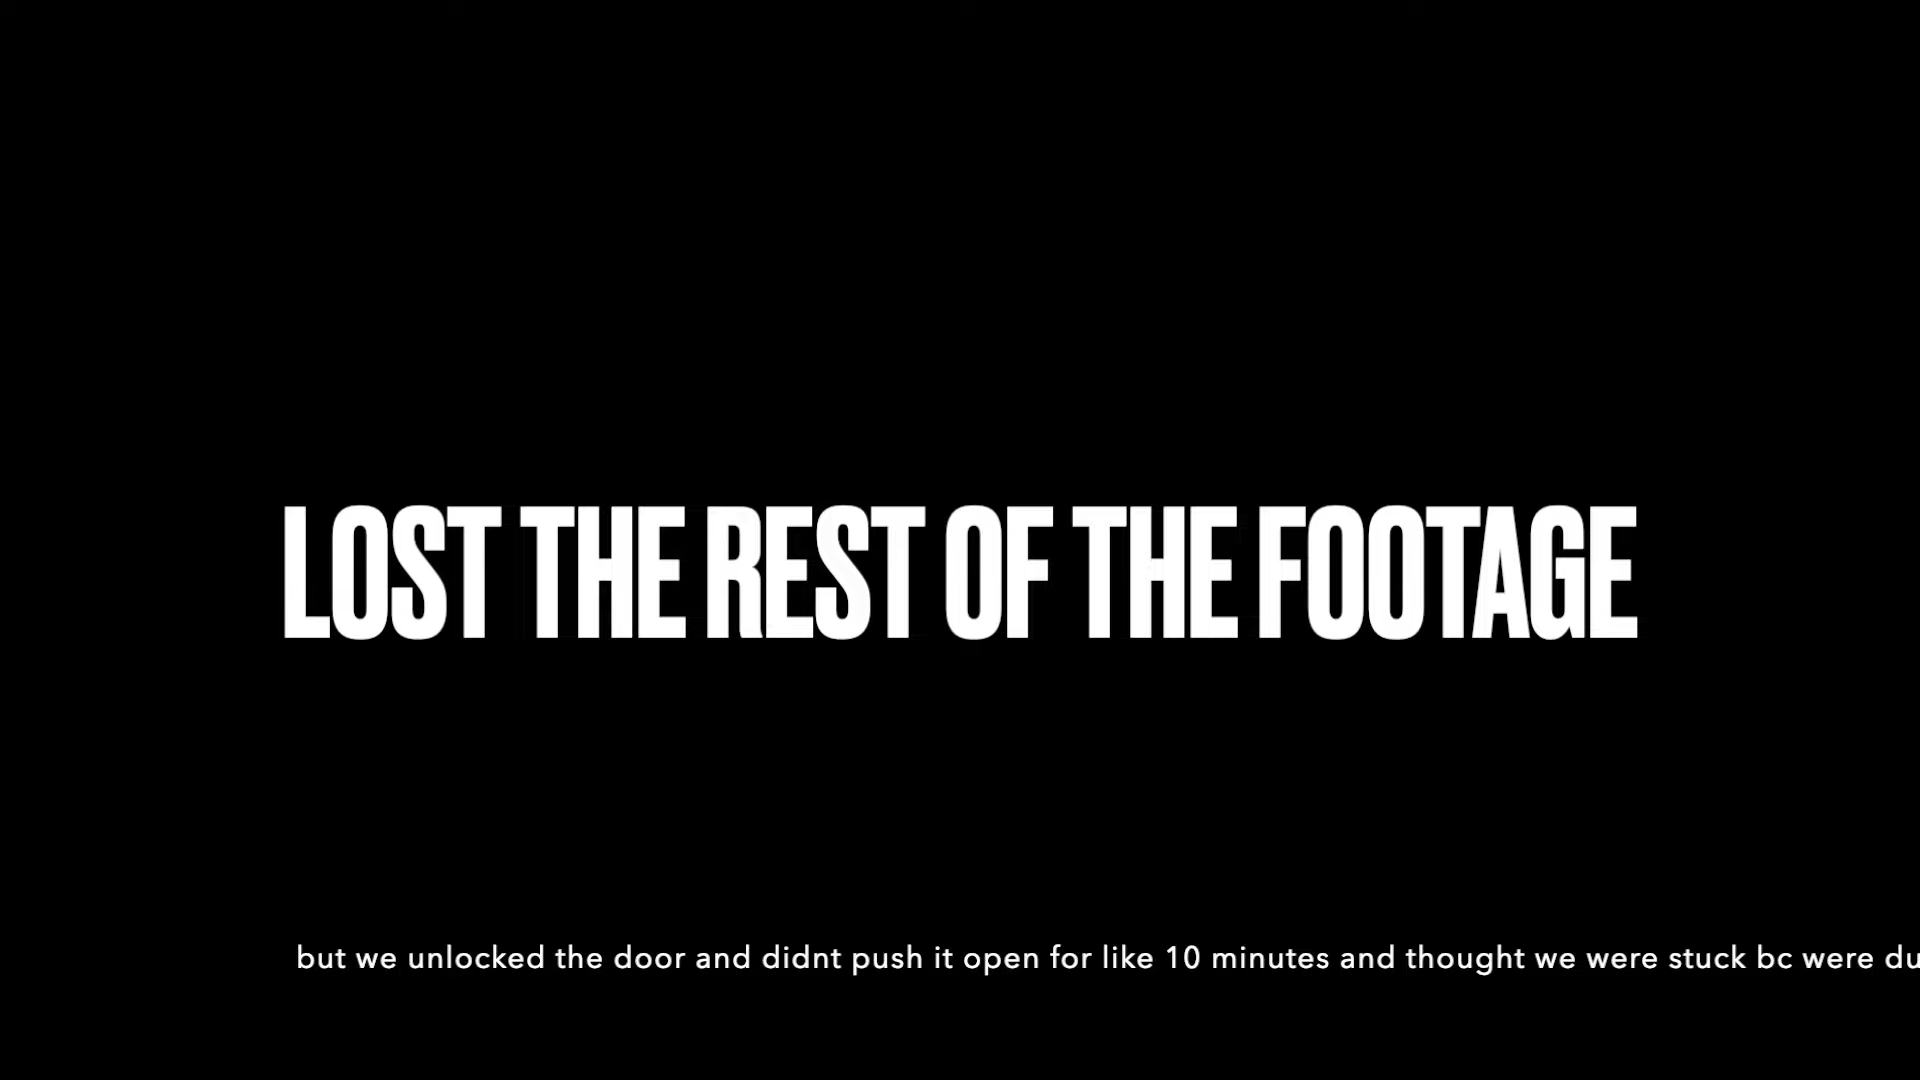 LOST THE REST OF THE FOOTAGE
but we unlocked the door and didnt push it open for like 10 minutes and thought we were stuck bc were du